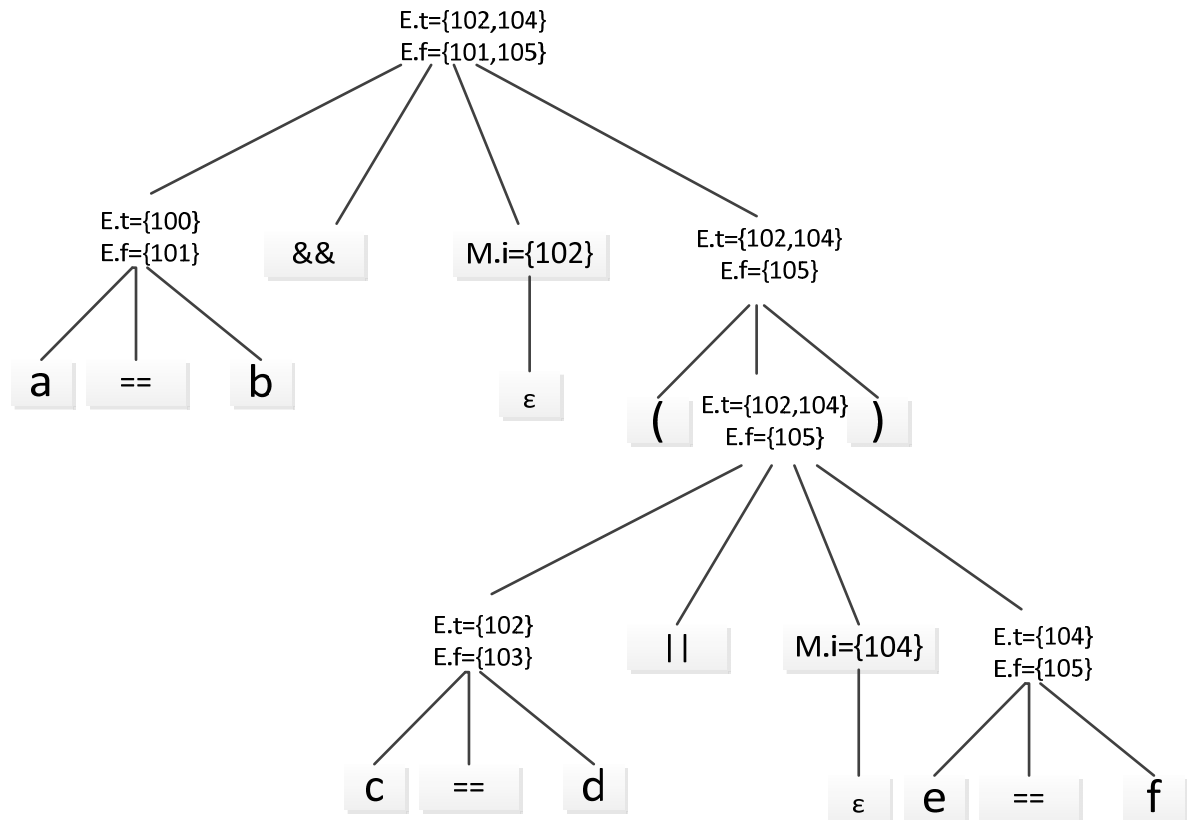 E.t={102,104}
E.f={101,105}
E.t={100}
E.f={101}
&&
M.i={102}
E.t={102,104}
E.f={105}
a
==
b
ε
(
E.t={102,104}
E.f={105}
)
E.t={102}
E.f={103}
||
M.i={104}
E.t={104}
E.f={105}
c
==
d
ε
e
==
f